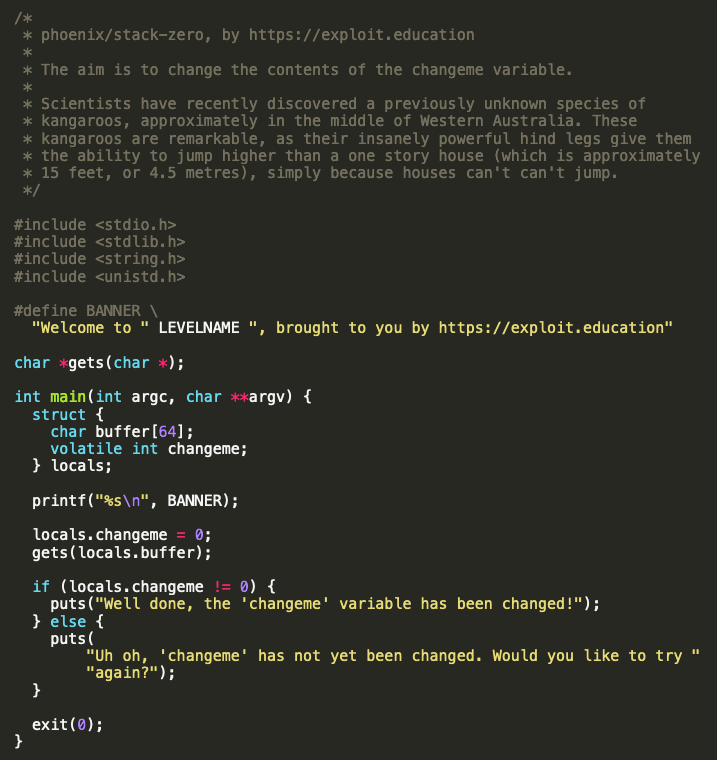 /*
 * phoenix/stack-zero, by https://exploit.education
 *
 * The aim is to change the contents of the changeme variable.
 *
 * Scientists have recently discovered a previously unknown species of
 * kangaroos, approximately in the middle of Western Australia. These
 * kangaroos are remarkable, as their insanely powerful hind legs give them
 * the ability to jump higher than a one story house (which is approximately
 * 15 feet, or 4.5 metres), simply because houses can't can't jump.
 */

#include <stdio.h>
#include <stdlib.h>
#include <string.h>
#include <unistd.h>

#define BANNER \
  "Welcome to " LEVELNAME ", brought to you by https://exploit.education"

char *gets(char *);

int main(int argc, char **argv) {
  struct {
    char buffer[64];
    volatile int changeme;
  } locals;

  printf("%s\n", BANNER);

  locals.changeme = 0;
  gets(locals.buffer);

  if (locals.changeme != 0) {
    puts("Well done, the 'changeme' variable has been changed!");
  } else {
    puts(
        "Uh oh, 'changeme' has not yet been changed. Would you like to try "
        "again?");
  }

  exit(0);
}